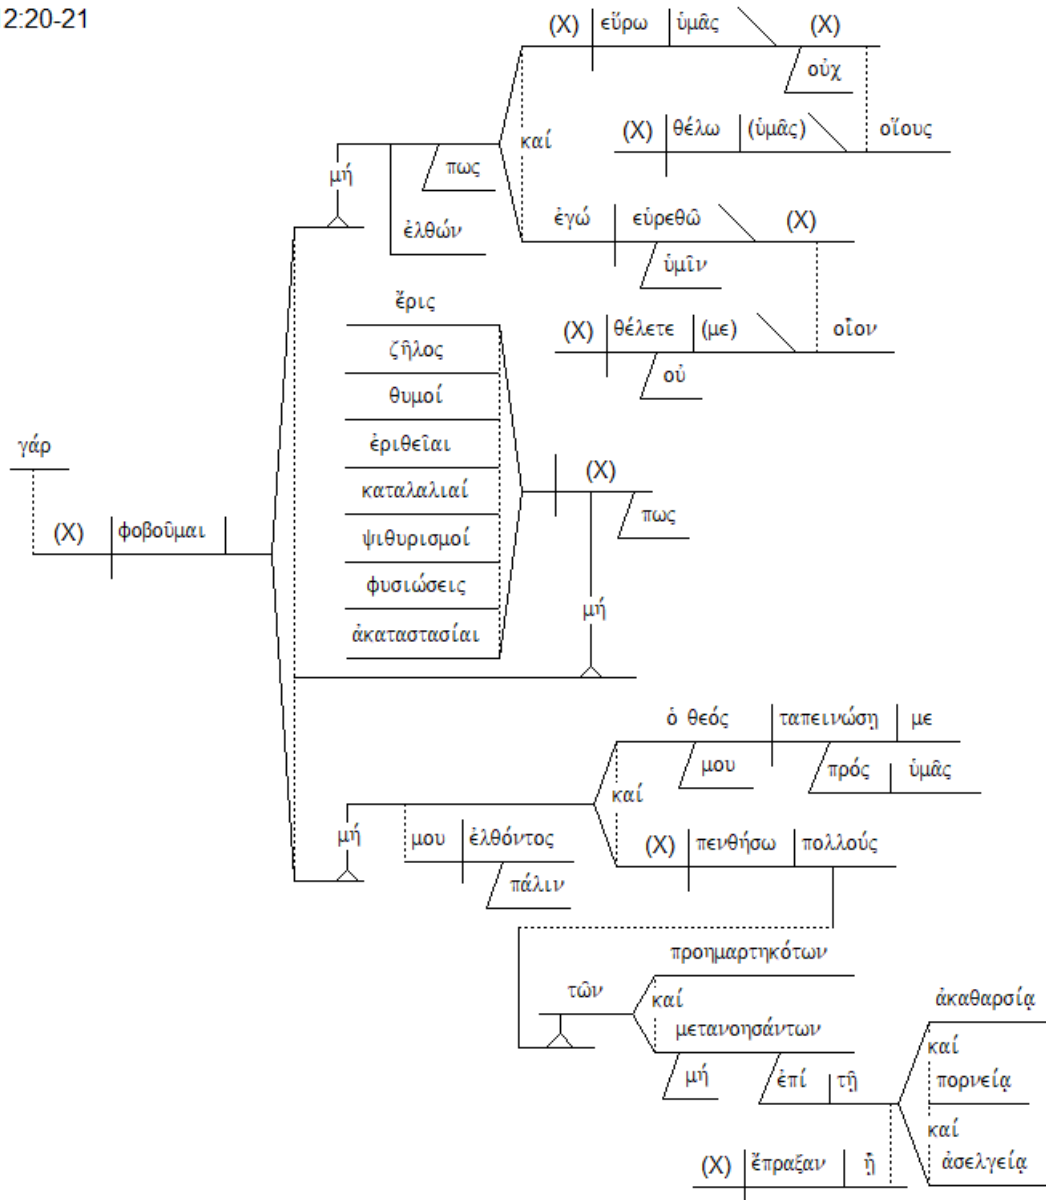 2:20-21
(X) εὕρω ὑμᾶς (X)
οὐχ
(X) θέλω (ὑμᾶς) οἵους
καί
μή
πως
ἐλθών
ἐγώ εὑρεθῶ (X)
ὑμῖν
(X) θέλετε (με) οἷον
οὐ
ἔρις
ζῆλος
θυμοί
ἐριθεῖαι
καταλαλιαί
ψιθυρισμοί
φυσιώσεις
ἀκαταστασίαι
(X)
πως
μή
γάρ
(X) φοβοῦμαι
ὁ θεός ταπεινώσῃ με
μου πρός ὑμᾶς
καί
μή
μου ἐλθόντος
πάλιν
(X) πενθήσω πολλούς
προημαρτηκότων
τῶν
καί
μετανοησάντων
μή
ἐπί τῇ
ἀκαθαρσίᾳ
καί
πορνείᾳ
καί
ἀσελγείᾳ
(X) ἔπραξαν ᾗ